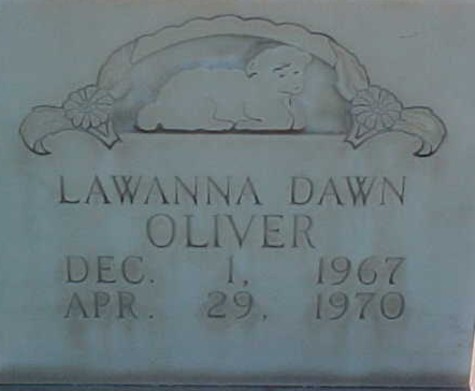 LAWANNA DAWN
OLIVER
DEC. 1, 1967
APR. 29, 1970